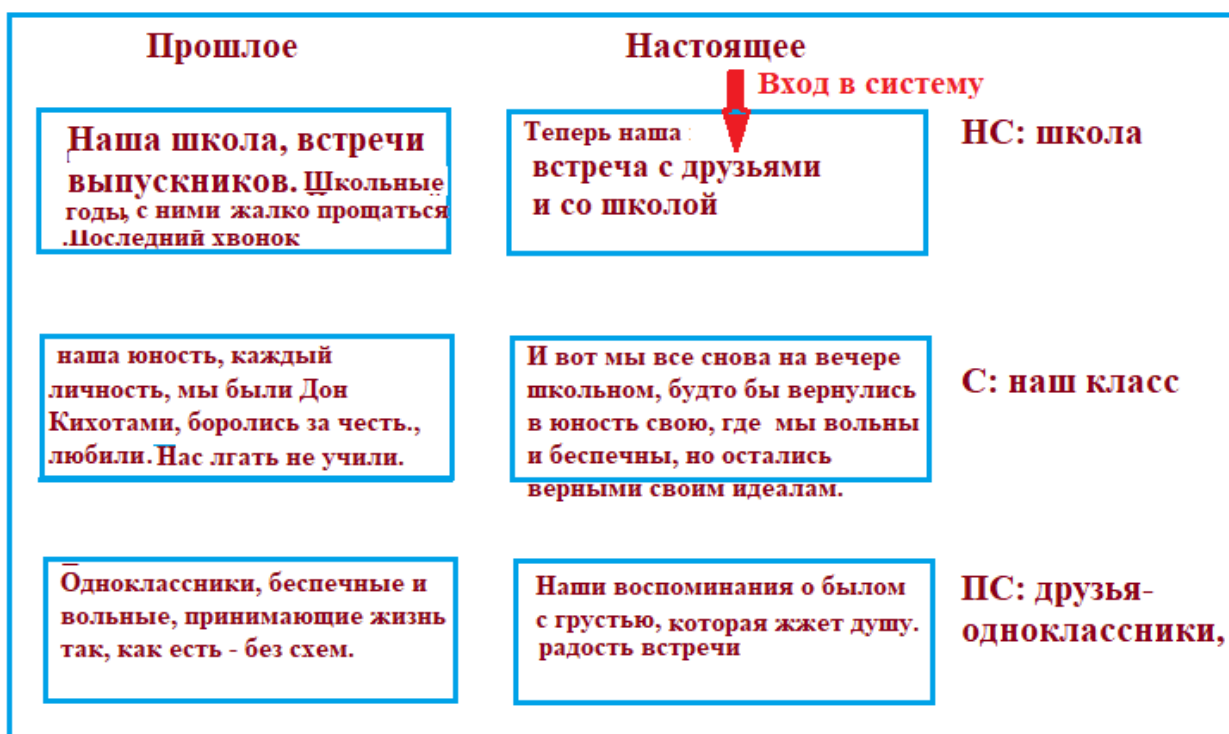 Прошлое
Настоящее
Вход в систему
Наша школа, встречи
выпускников. Школьные
годы, с ними жалко прощаться
.Последний хвонок
Теперь наша
встреча с друзьями
и со школой
НС: школа
наша юность, каждый
личность, мы были Дон
Кихотами, боролись за честь.,
любили. Нас лгать не учили.
И вот мы все снова на вечере
школьном, будто бы вернулись
в юность свою, где мы вольны
и беспечны, но остались
верными своим идеалам.
С: наш класс
Одноклассники, беспечные и
вольные, принимающие жизнь
так, как есть - без схем.
Наши воспоминания о былом
с грустью, которая жжет душу.
радость встречи
ПС: друзья-
одноклассники,